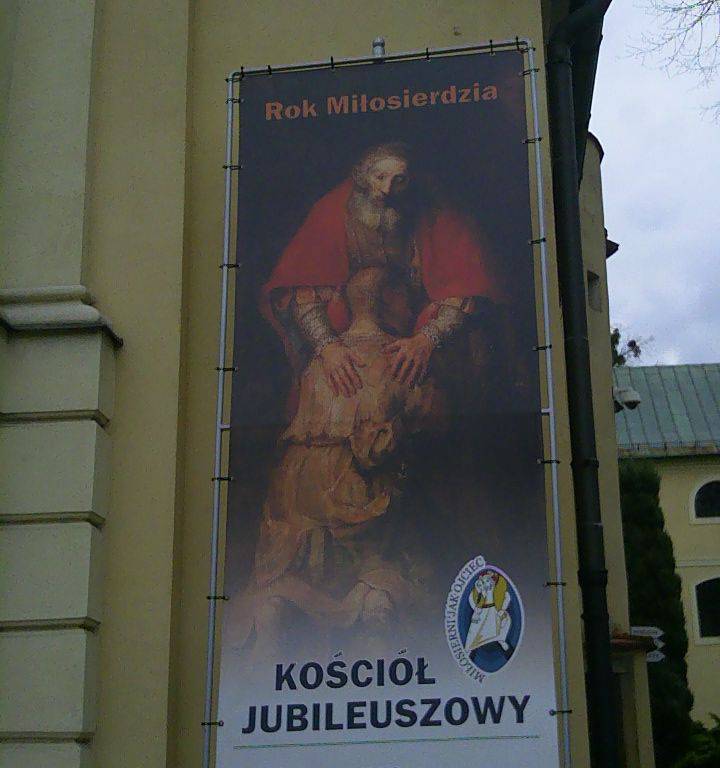 Rok Miłosierdzia
MIŁOSIERNI JAK OJCIEC
KOŚCIÓŁ
JUBILEUSZOWY